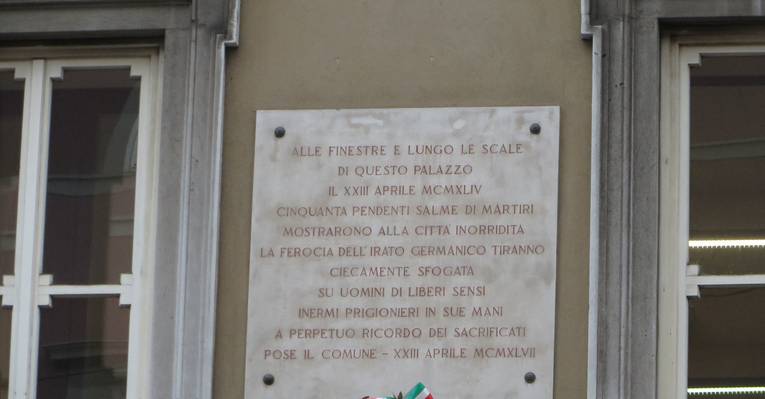 ALLE FINESTRE E LUNGO LE SCALE
DI QUESTO PALAZZO
IL XXIII APRILE MCMXLIV
CINQUANTA PENDENTI SALME DI MARTIRI
MOSTRARONO ALLA CITTÀ INORRIDITA
LA FEROCIA DELL'IRATO GERMANICO TIRANNO
CIECAMENTE SFOGATA
SU UOMINI DI LIBERI SENSI
INERMI PRIGIONIERI IN SUE MANI
A PERPETUO RICORDO DEI SACRIFICATI
POSE IL COMUNE - XXIII APRILE MCMXLVII